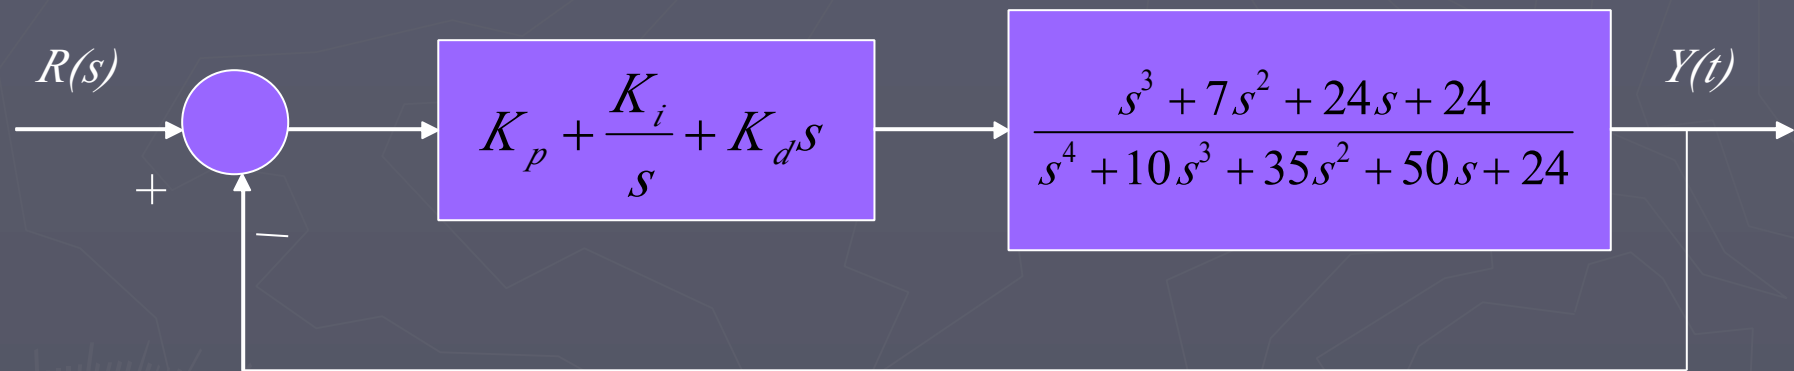 R(s)
Y(t)
+
−
K_p + K_i/s + K_d s
s^3 + 7s^2 + 24s + 24
s^4 + 10s^3 + 35s^2 + 50s + 24